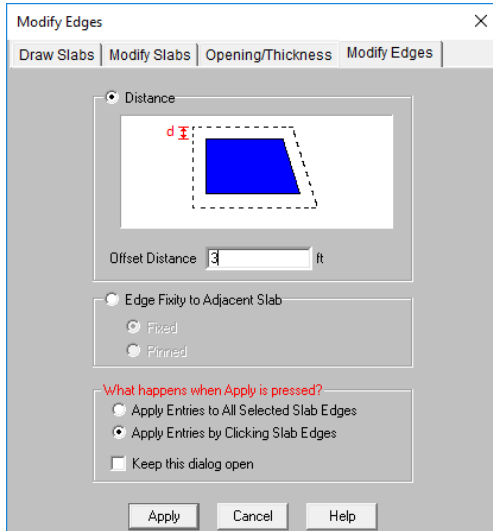 Modify Edges
Draw Slabs Modify Slabs Opening/Thickness Modify Edges
Distance
d
Offset Distance 3 ft
Edge Fixity to Adjacent Slab
Fixed
Pinned
What happens when Apply is pressed?
Apply Entries to All Selected Slab Edges
Apply Entries by Clicking Slab Edges
Keep this dialog open
Apply Cancel Help